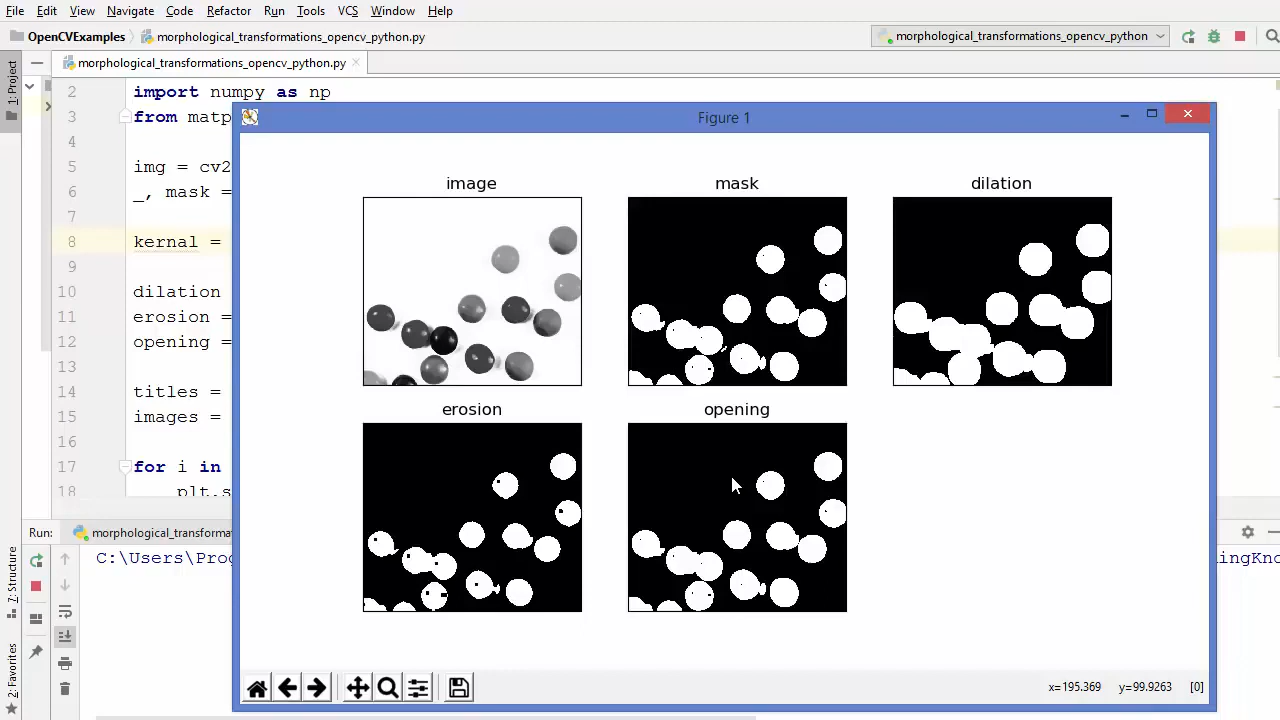 File Edit View Navigate Code Refactor Run Tools VCS Window Help
OpenCVExamples morphological_transformations_opencv_python.py morphological_transformations_opencv_python
1: Project
morphological_transformations_opencv_python.py
2 import numpy as np
3 from matp
4
5 img = cv2
6 _, mask =
7
8 kernal =
9
10 dilation
11 erosion =
12 opening =
13
14 titles =
15 images =
16
17 for i in
18 plt.s
Figure 1
image mask dilation
erosion opening
x=195.369 y=99.9263 [0]
Run: morphological_transforma
C:\Users\Pro ingKno
7: Structure
2: Favorites